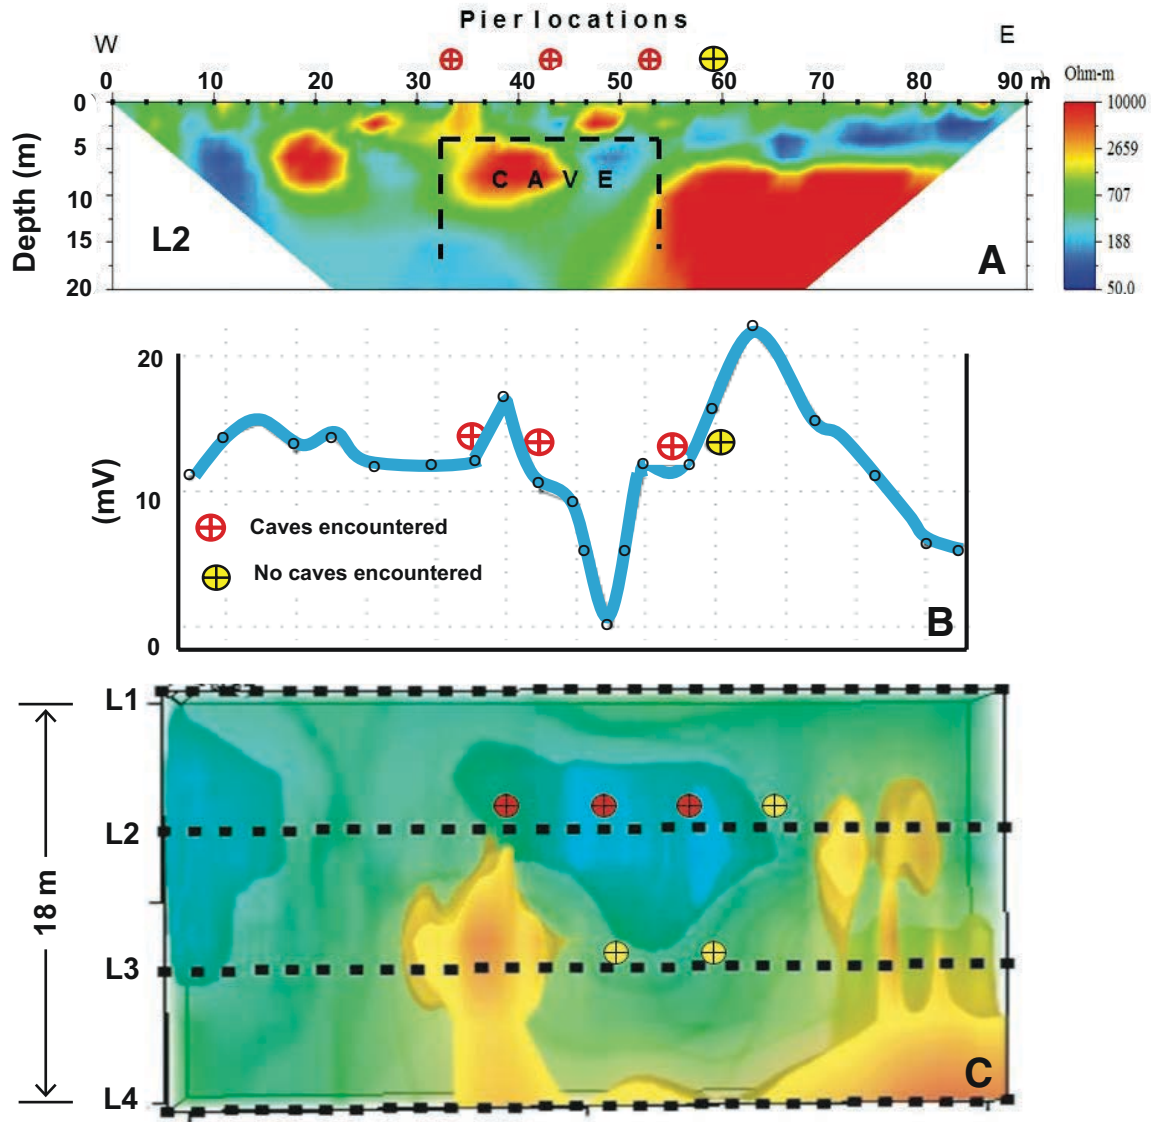 Pier locations
W
E
0 10 20 30 40 50 60 70 80 90 m
Ohm-m
Depth (m)
0
5
10
15
20
C A V E
L2
A
10000
2659
707
188
50.0
20
10
0
(mV)
Caves encountered
No caves encountered
B
L1
L2
L3
L4
18 m
C